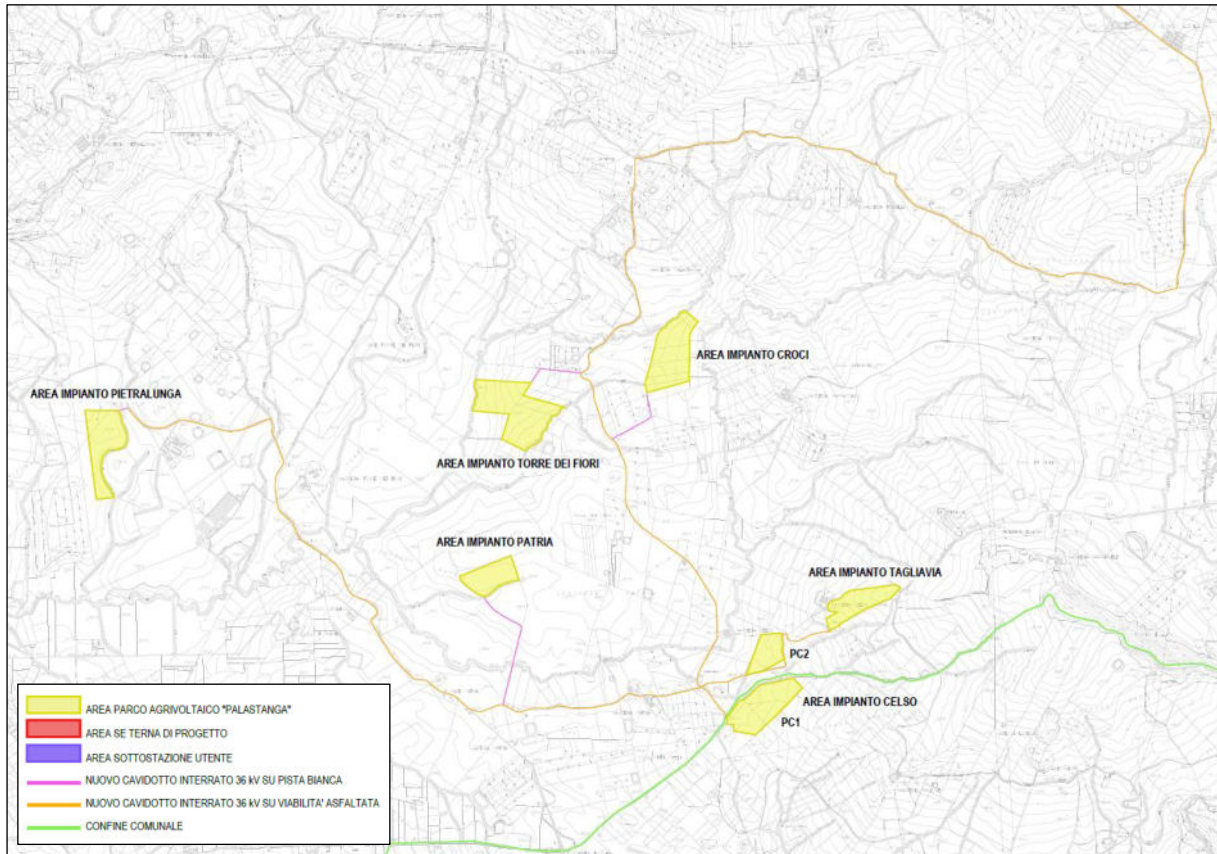 AREA IMPIANTO CROCI
AREA IMPIANTO PIETRALUNGA
AREA IMPIANTO TORRE DEI FIORI
AREA IMPIANTO PATRIA
AREA IMPIANTO TAGLIAVIA
PC2
AREA IMPIANTO CELSO
PC1
AREA PARCO AGRIVOLTAICO "PALASTANGA"
AREA SE TERNA DI PROGETTO
AREA SOTTOSTAZIONE UTENTE
NUOVO CAVIDOTTO INTERRATO 36 kV SU PISTA BIANCA
NUOVO CAVIDOTTO INTERRATO 36 kV SU VIABILITA' ASFALTATA
CONFINE COMUNALE